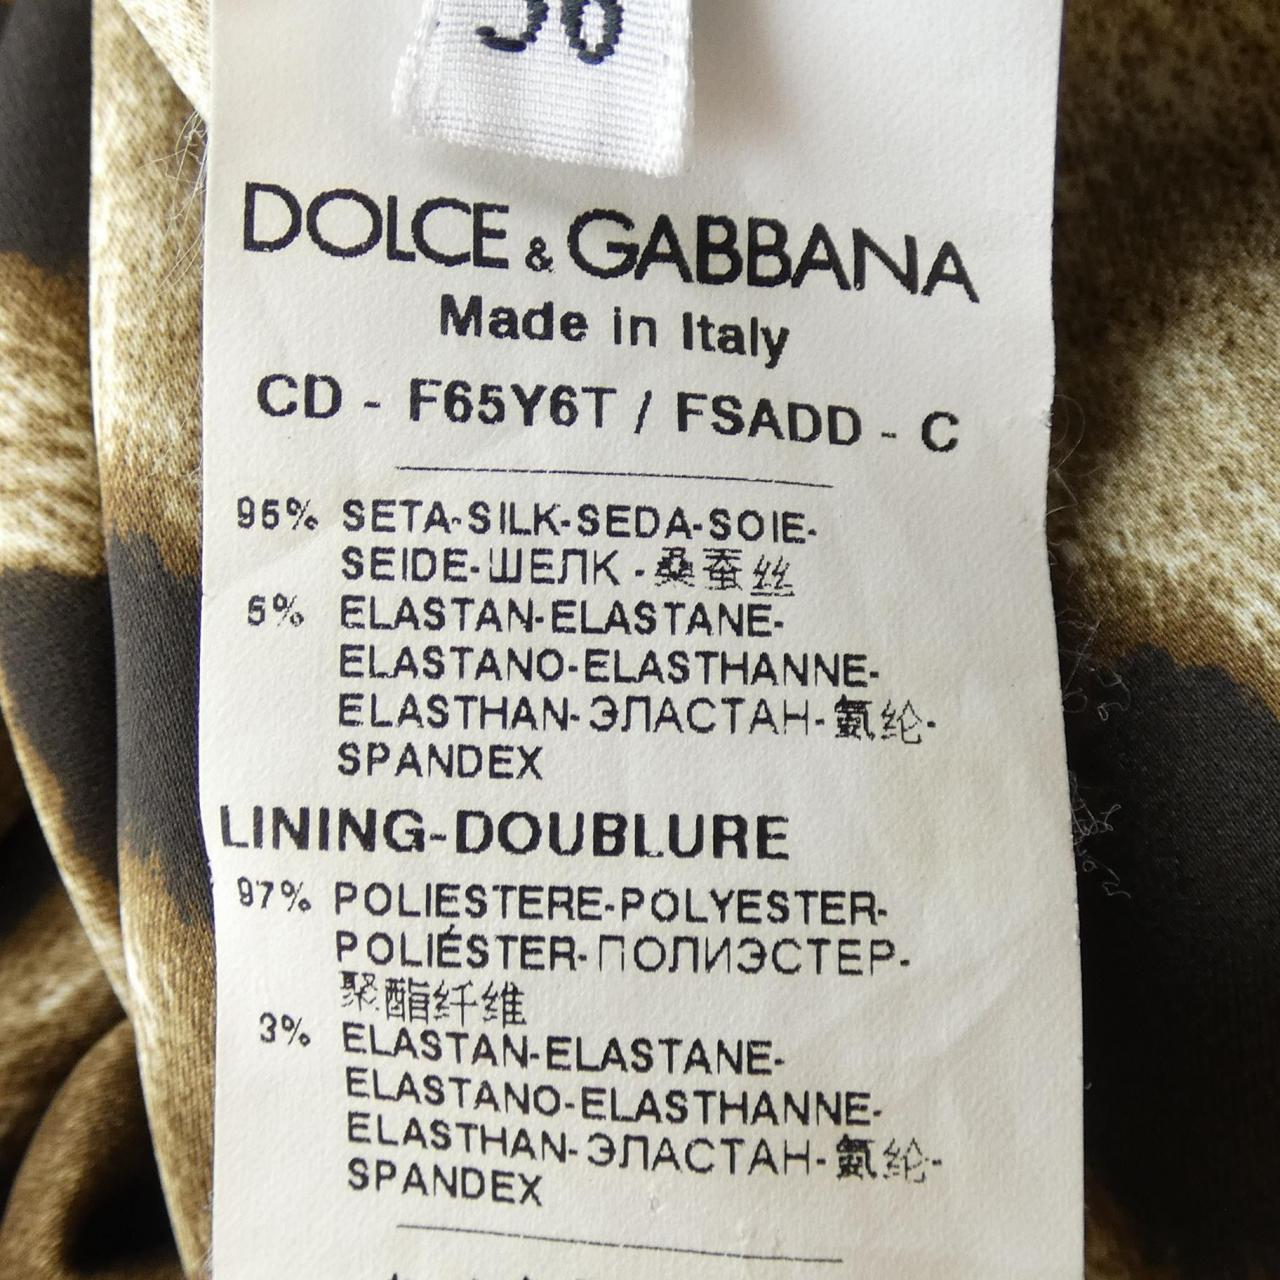 36
DOLCE & GABBANA
Made in Italy
CD - F65Y6T / FSADD - C
95% SETA-SILK-SEDA-SOIE-
SEIDE-ШЕЛК-桑蚕丝
5% ELASTAN-ELASTANE-
ELASTANO-ELASTHANNE-
ELASTHAN-ЭЛАСТАН-氨纶-
SPANDEX
LINING-DOUBLURE
97% POLIESTERE-POLYESTER-
POLIÉSTER-ПОЛИЭСТЕР-
聚酯纤维
3% ELASTAN-ELASTANE-
ELASTANO-ELASTHANNE-
ELASTHAN-ЭЛАСТАН-氨纶-
SPANDEX